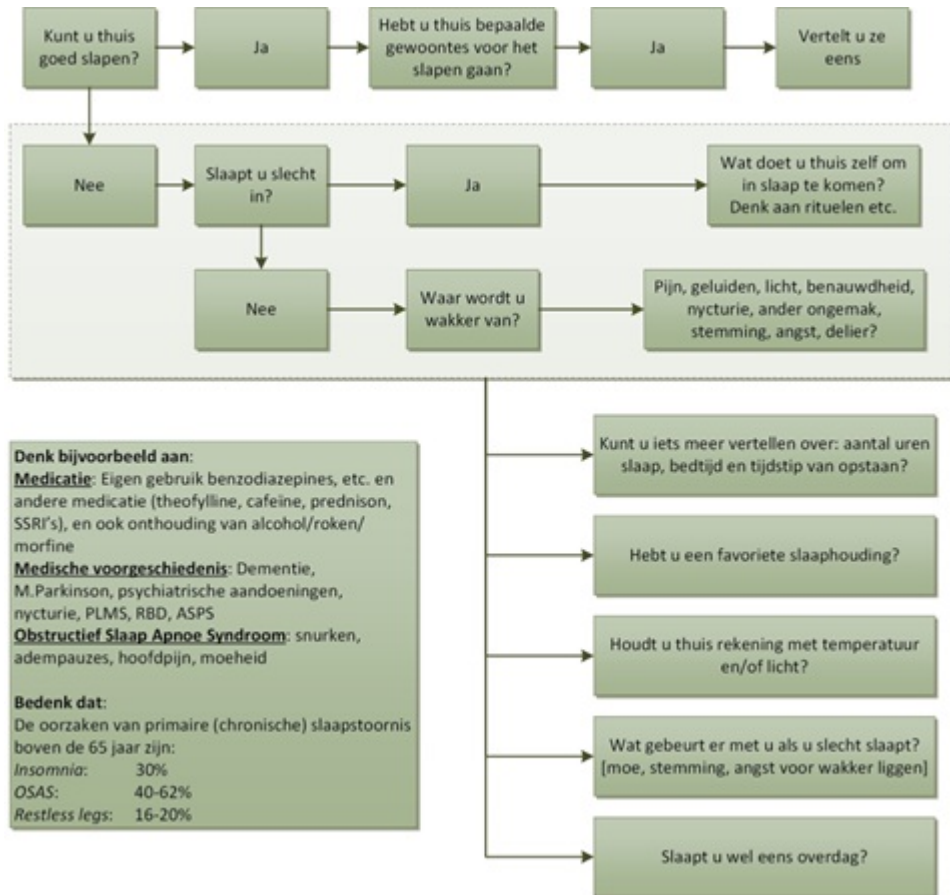 Kunt u thuis
goed slapen?
Ja
Hebt u thuis bepaalde
gewoontes voor het
slapen gaan?
Ja
Vertelt u ze
eens
Nee
Slaapt u slecht
in?
Ja
Wat doet u thuis zelf om
in slaap te komen?
Denk aan rituelen etc.
Nee
Waar wordt u
wakker van?
Pijn, geluiden, licht, benauwdheid,
nycturie, ander ongemak,
stemming, angst, delier?
Denk bijvoorbeeld aan:
Medicatie: Eigen gebruik benzodiazepines, etc. en
andere medicatie (theofylline, cafeïne, prednison,
SSRI's), en ook onthouding van alcohol/roken/
morfine
Medische voorgeschiedenis: Dementie,
M.Parkinson, psychiatrische aandoeningen,
nycturie, PLMS, RBD, ASPS
Obstructief Slaap Apnoe Syndroom: snurken,
adempauzes, hoofdpijn, moeheid
Bedenk dat:
De oorzaken van primaire (chronische) slaapstoornis
boven de 65 jaar zijn:
Insomnia: 30%
OSAS: 40-62%
Restless legs: 16-20%
Kunt u iets meer vertellen over: aantal uren
slaap, bedtijd en tijdstip van opstaan?
Hebt u een favoriete slaaphouding?
Houdt u thuis rekening met temperatuur
en/of licht?
Wat gebeurt er met u als u slecht slaapt?
[moe, stemming, angst voor wakker liggen]
Slaapt u wel eens overdag?